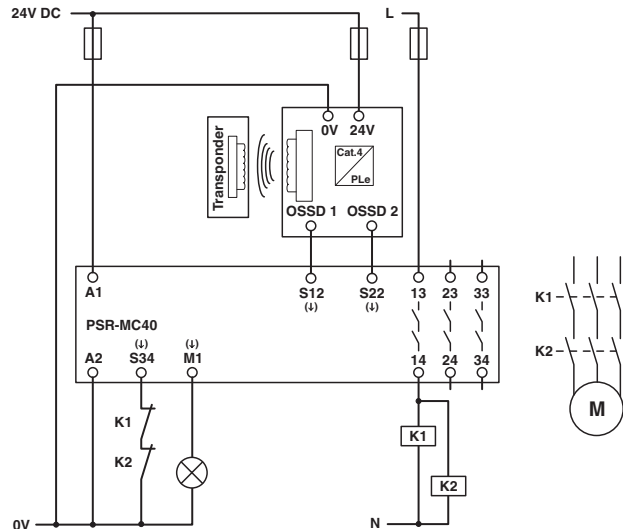 24V DC
L
0V 24V
Transponder
Cat.4
PLe
OSSD 1 OSSD 2
A1 S12 S22 13 23 33
(↓) (↓)
PSR-MC40
(↓) (↓)
A2 S34 M1 14 24 34
K1
K2
K1
K2
0V
N
K1
K2
M